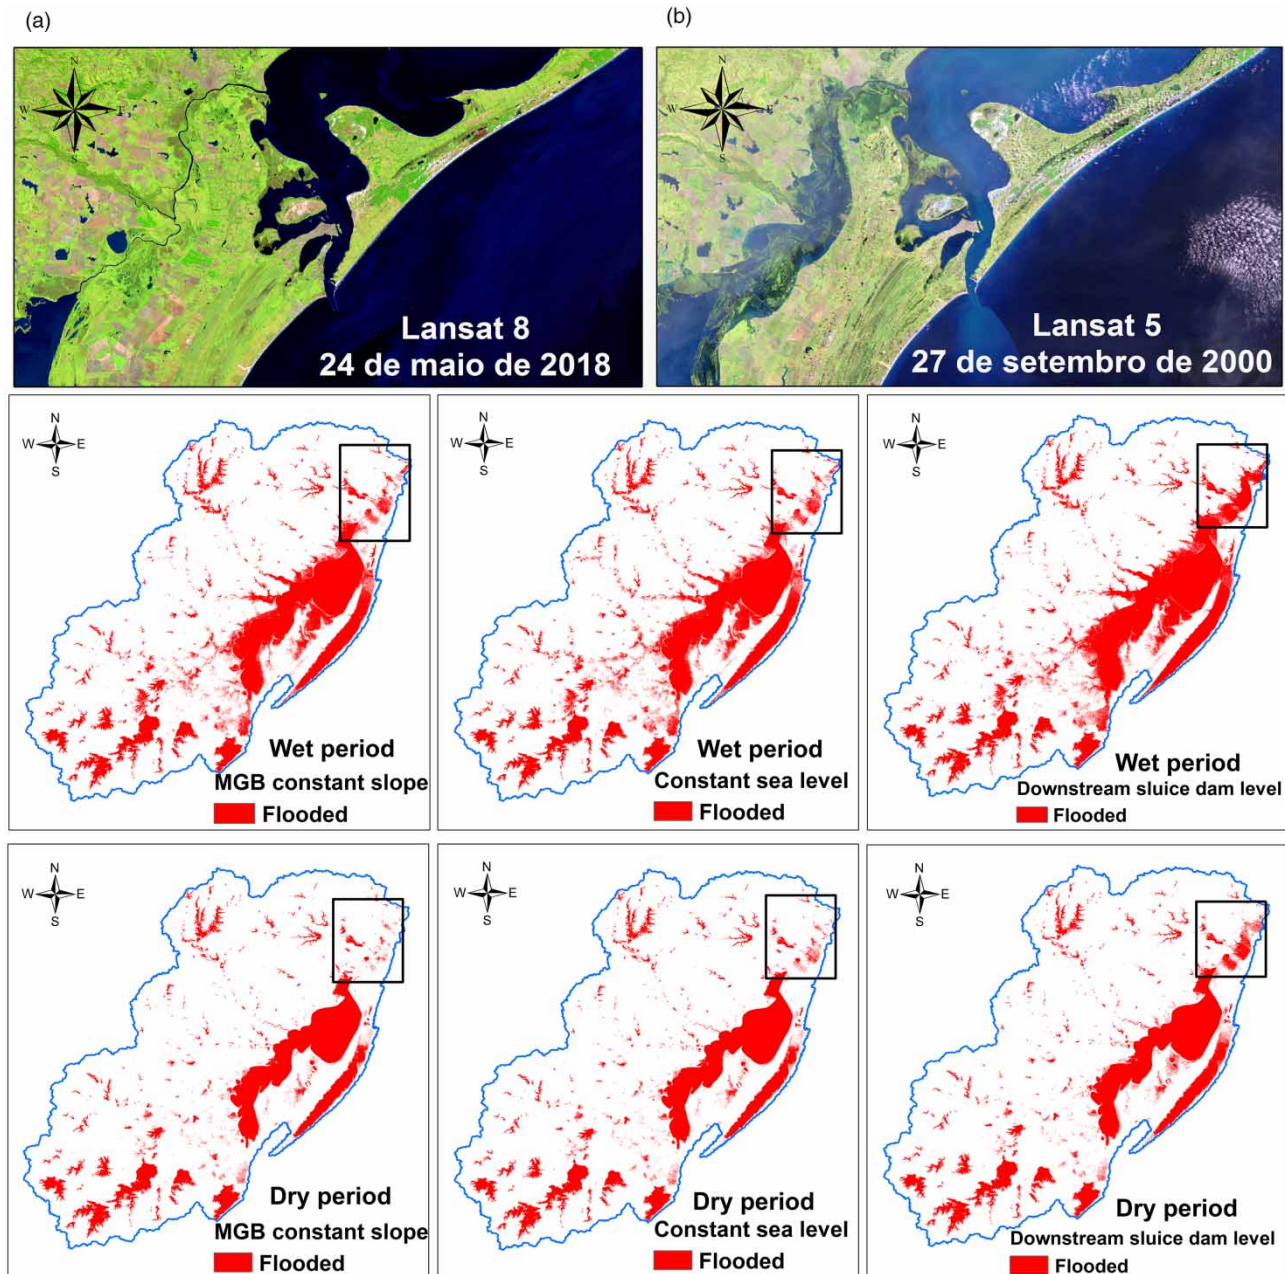 (a)
(b)
N
W E
S
Lansat 8
24 de maio de 2018
N
W E
S
Lansat 5
27 de setembro de 2000
N
W E
S
Wet period
MGB constant slope
Flooded
N
W E
S
Wet period
Constant sea level
Flooded
N
W E
S
Wet period
Downstream sluice dam level
Flooded
N
W E
S
Dry period
MGB constant slope
Flooded
N
W E
S
Dry period
Constant sea level
Flooded
N
W E
S
Dry period
Downstream sluice dam level
Flooded